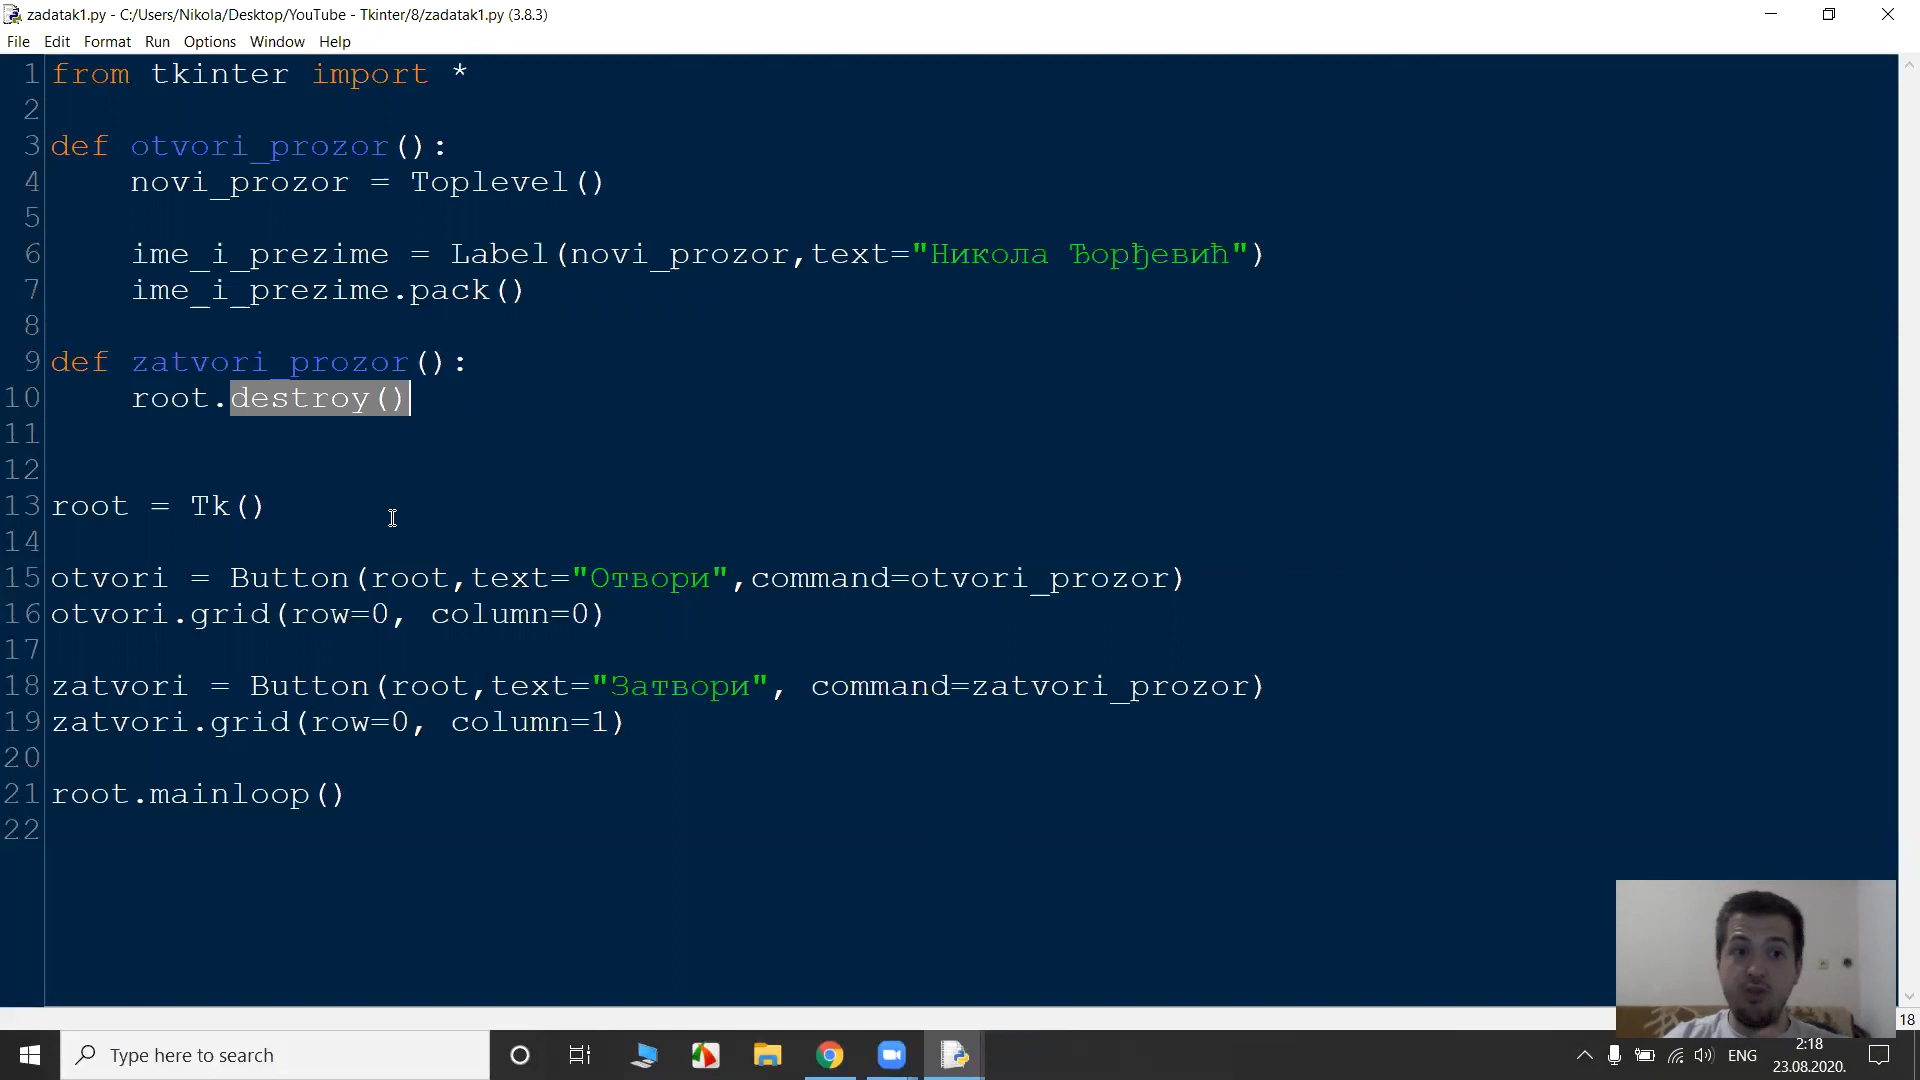 zadatak1.py - C:/Users/Nikola/Desktop/YouTube - Tkinter/8/zadatak1.py (3.8.3)
File Edit Format Run Options Window Help
1 from tkinter import *
2
3 def otvori_prozor():
4 novi_prozor = Toplevel()
5
6 ime_i_prezime = Label(novi_prozor,text="Никола Ђорђевић")
7 ime_i_prezime.pack()
8
9 def zatvori_prozor():
10 root.destroy()
11
12
13 root = Tk()
14
15 otvori = Button(root,text="Отвори",command=otvori_prozor)
16 otvori.grid(row=0, column=0)
17
18 zatvori = Button(root,text="Затвори", command=zatvori_prozor)
19 zatvori.grid(row=0, column=1)
20
21 root.mainloop()
22
18
Type here to search
ENG
2:18
23.08.2020.